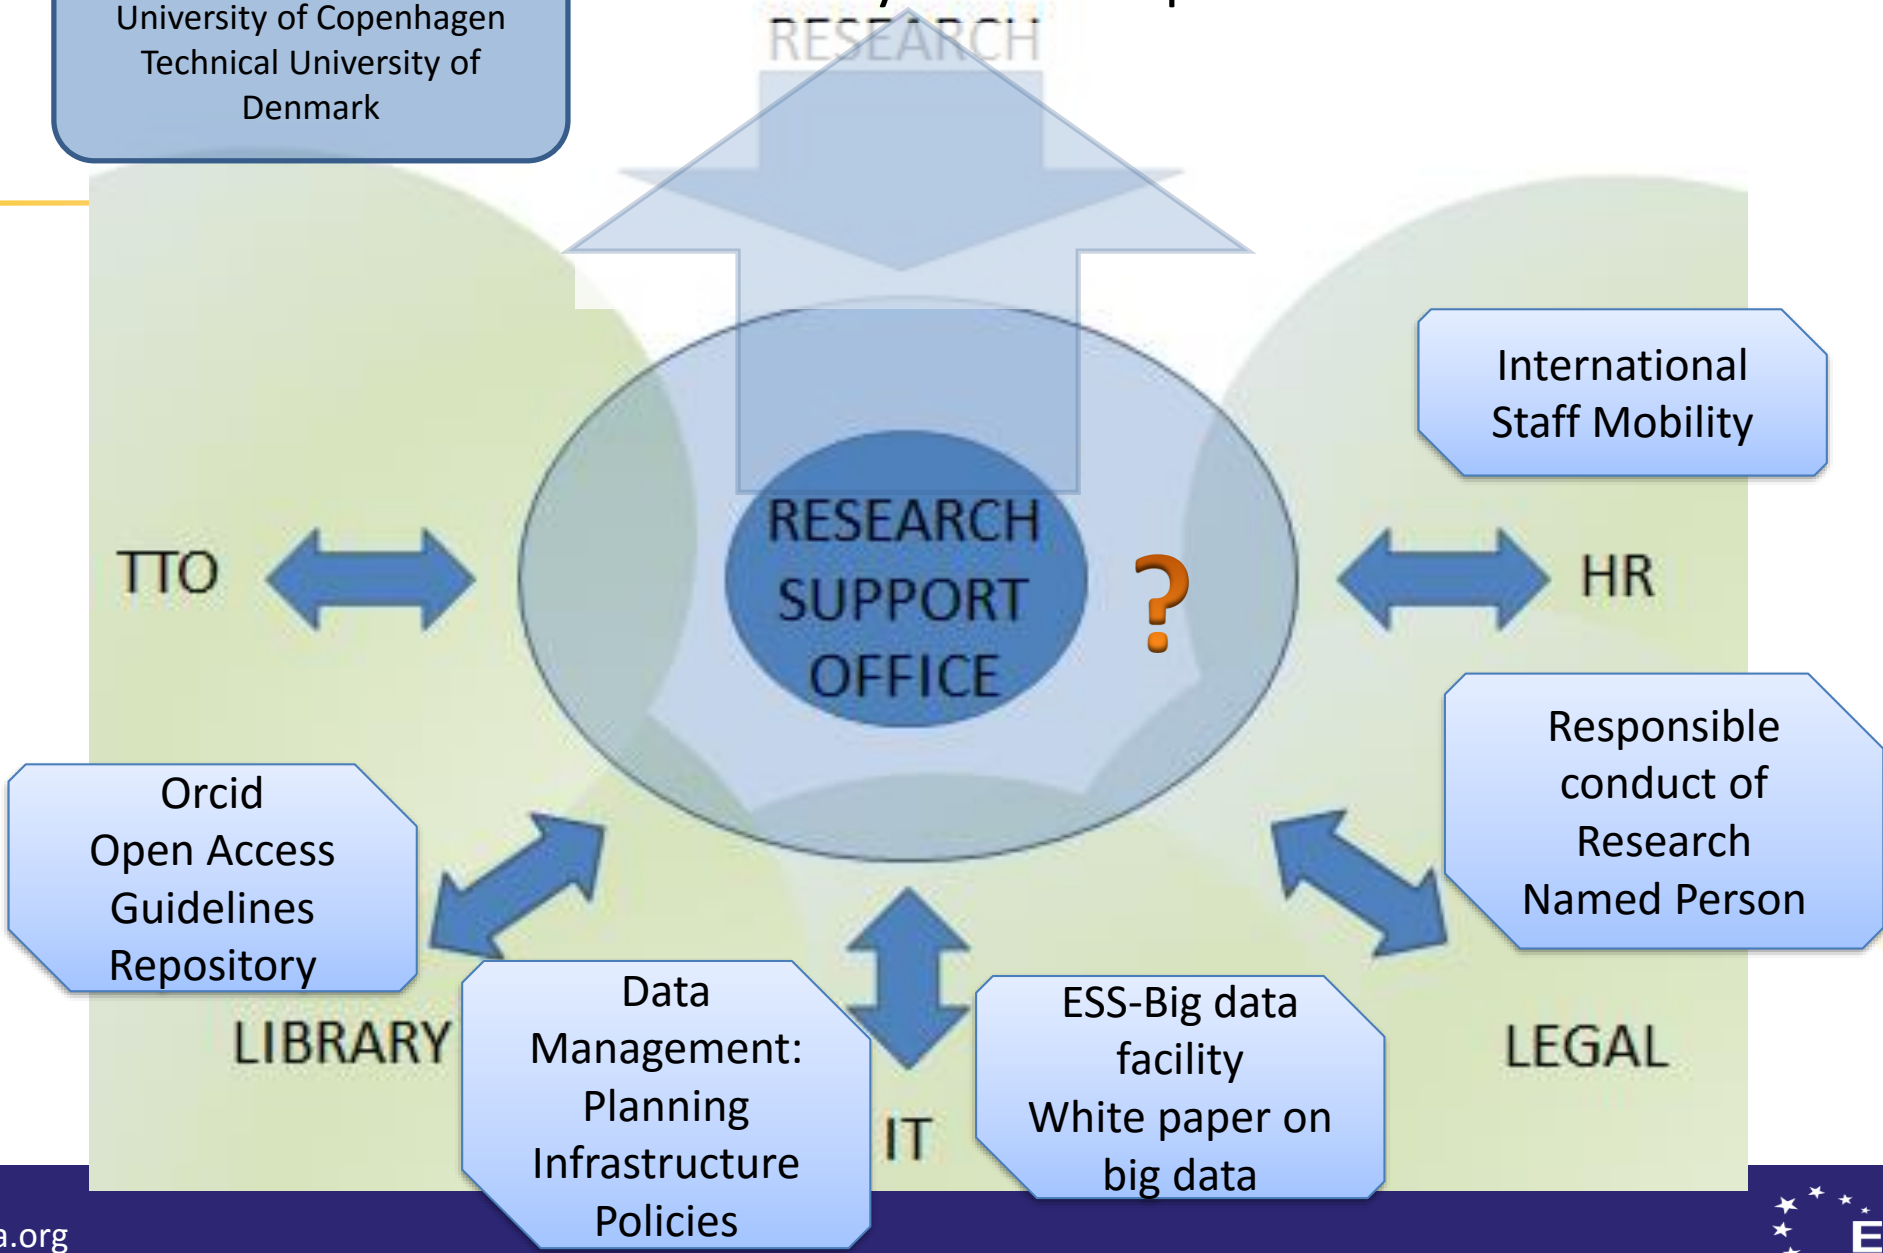 University of Copenhagen
Technical University of
Denmark
RESEARCH
International
Staff Mobility
RESEARCH
SUPPORT
OFFICE
?
TTO
HR
Responsible
conduct of
Research
Named Person
Orcid
Open Access
Guidelines
Repository
LIBRARY
Data
Management:
Planning
Infrastructure
Policies
IT
ESS-Big data
facility
White paper on
big data
LEGAL
a.org
E